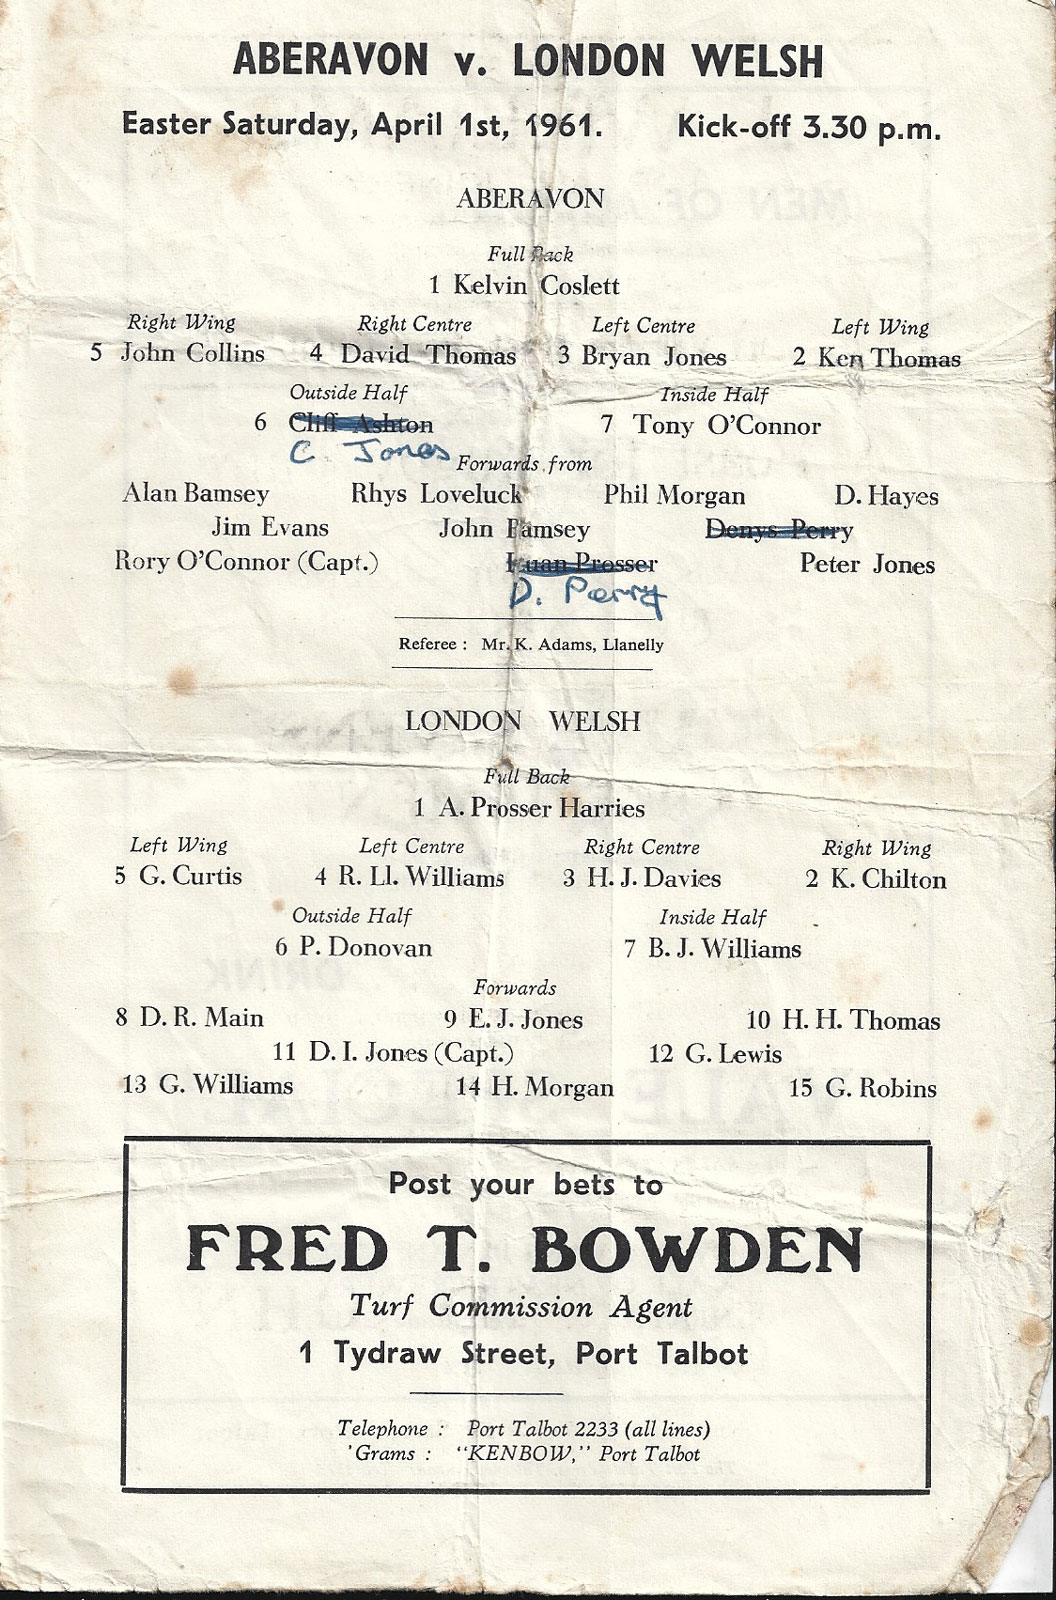 ABERAVON v. LONDON WELSH
Easter Saturday, April 1st, 1961. Kick-off 3.30 p.m.
ABERAVON
Full Back
1 Kelvin Coslett
Right Wing Right Centre Left Centre Left Wing
5 John Collins 4 David Thomas 3 Bryan Jones 2 Ken Thomas
Outside Half Inside Half
6 Cliff Ashton 7 Tony O'Connor
C. Jones
Forwards from
Alan Bamsey Rhys Loveluck Phil Morgan D. Hayes
Jim Evans John Bamsey Denys Perry
Rory O'Connor (Capt.) Prosser Peter Jones
D. Perry
Referee : Mr. K. Adams, Llanelly
LONDON WELSH
Full Back
1 A. Prosser Harries
Left Wing Left Centre Right Centre Right Wing
5 G. Curtis 4 R. Ll. Williams 3 H. J. Davies 2 K. Chilton
Outside Half Inside Half
6 P. Donovan 7 B. J. Williams
Forwards
8 D. R. Main 9 E. J. Jones 10 H. H. Thomas
11 D. I. Jones (Capt.) 12 G. Lewis
13 G. Williams 14 H. Morgan 15 G. Robins
Post your bets to
FRED T. BOWDEN
Turf Commission Agent
1 Tydraw Street, Port Talbot
Telephone : Port Talbot 2233 (all lines)
'Grams : "KENBOW," Port Talbot